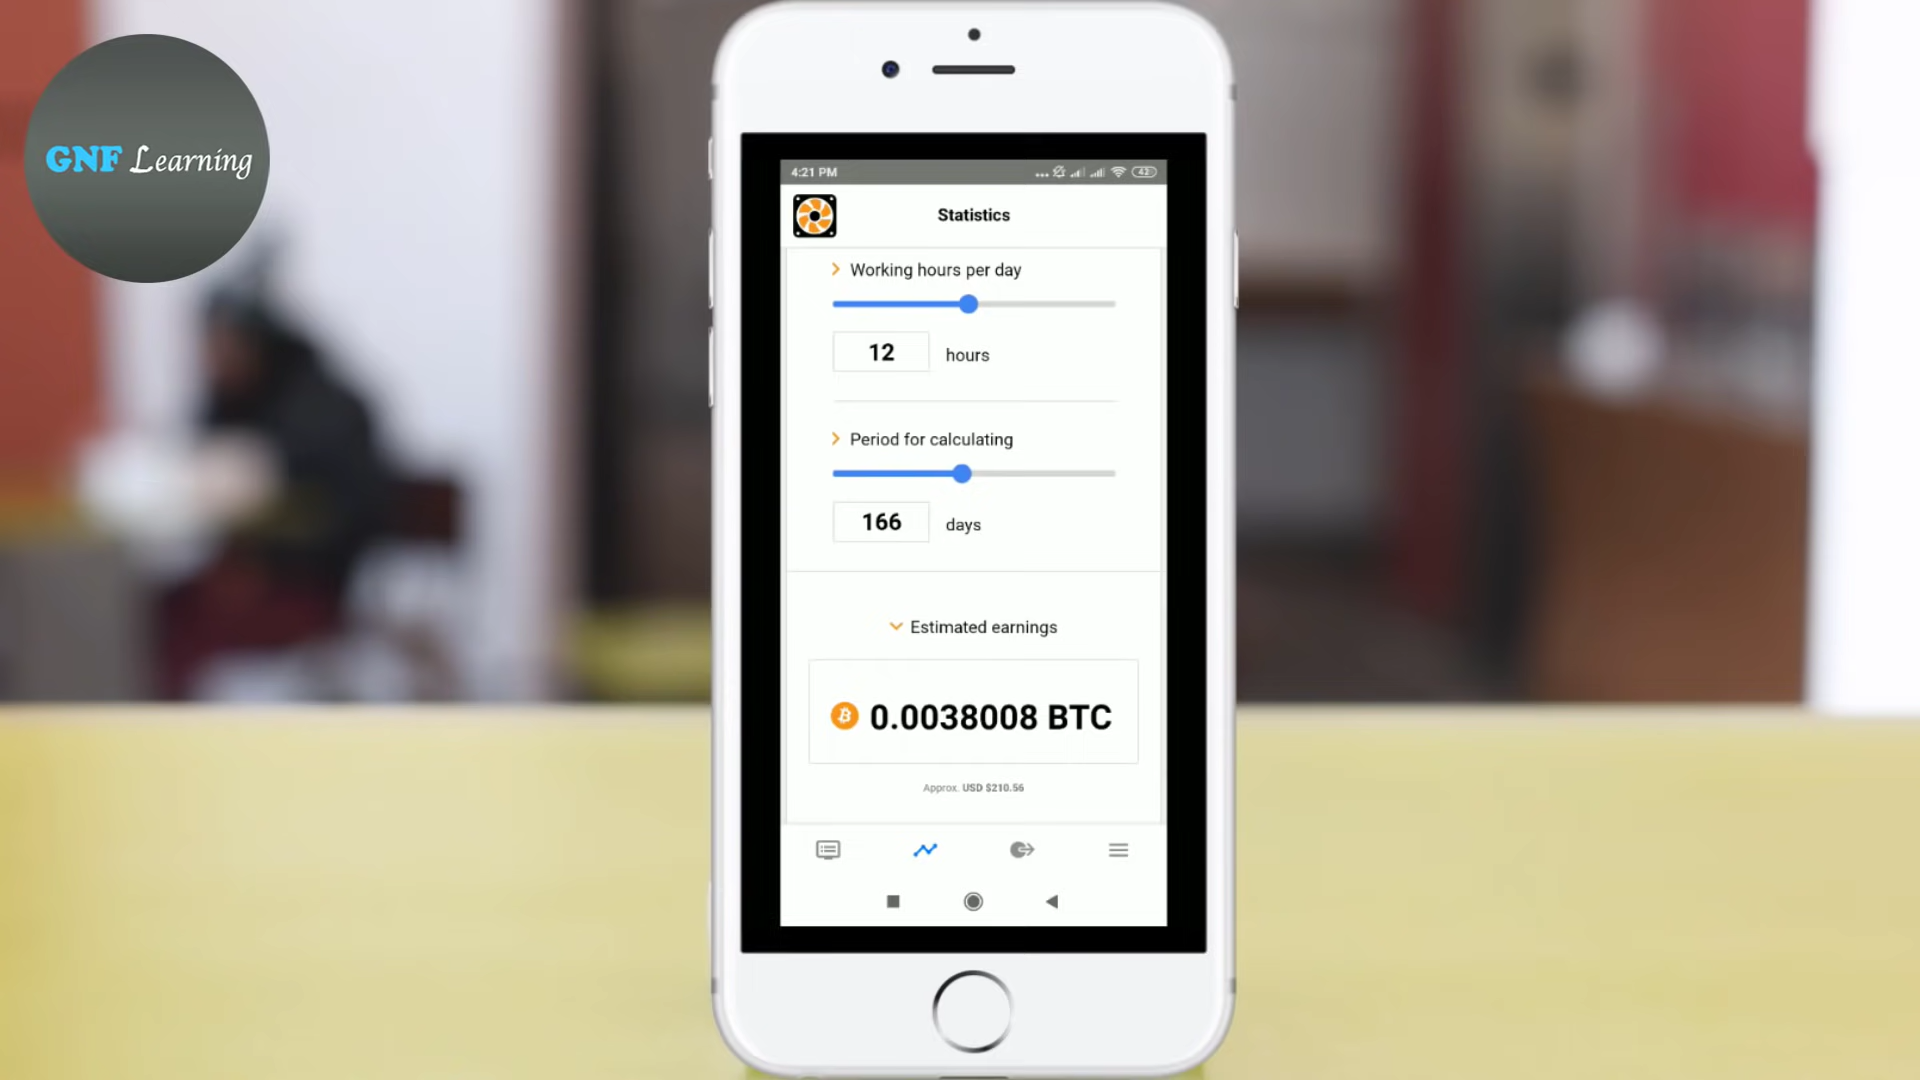 GNF Learning
4:21 PM
42
Statistics
Working hours per day
12 hours
Period for calculating
166 days
Estimated earnings
0.0038008 BTC
Approx. USD $210.56